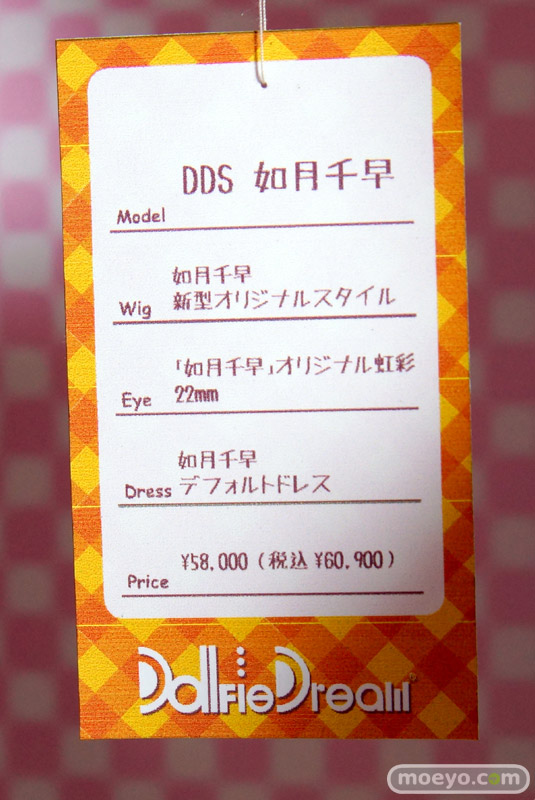 DDS 如月千早
Model
如月千早
Wig 新型オリジナルスタイル
「如月千早」オリジナル虹彩
Eye 22mm
如月千早
Dress デフォルトドレス
¥58,000 (税込 ¥60,900)
Price
DollfieDream®
moeyo.com